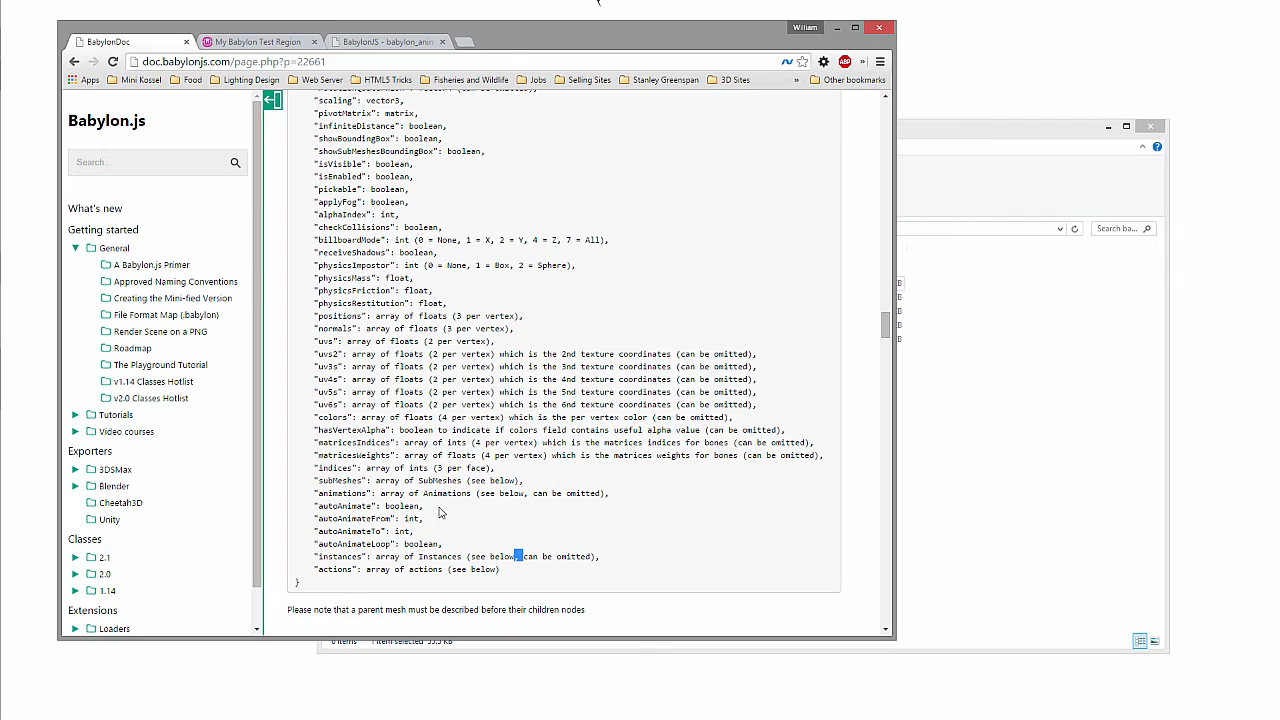 William
BabylonDoc
My Babylon Test Region
BabylonJS - babylon_anim
doc.babylonjs.com/page.php?p=22661
ABP
»
Apps
Mini Kossel
Food
Lighting Design
Web Server
HTML5 Tricks
Fisheries and Wildlife
Jobs
Selling Sites
Stanley Greenspan
3D Sites
»
Other bookmarks
Babylon.js
Search...
What's new
Getting started
General
A Babylon.js Primer
Approved Naming Conventions
Creating the Mini-fied Version
File Format Map (.babylon)
Render Scene on a PNG
Roadmap
The Playground Tutorial
v1.14 Classes Hotlist
v2.0 Classes Hotlist
Tutorials
Video courses
Exporters
3DSMax
Blender
Cheetah3D
Unity
Classes
2.1
2.0
1.14
Extensions
Loaders
"scaling": vector3,
"pivotMatrix": matrix,
"infiniteDistance": boolean,
"showBoundingBox": boolean,
"showSubMeshesBoundingBox": boolean,
"isVisible": boolean,
"isEnabled": boolean,
"pickable": boolean,
"applyFog": boolean,
"alphaIndex": int,
"checkCollisions": boolean,
"billboardMode": int (0 = None, 1 = X, 2 = Y, 4 = Z, 7 = All),
"receiveShadows": boolean,
"physicsImpostor": int (0 = None, 1 = Box, 2 = Sphere),
"physicsMass": float,
"physicsFriction": float,
"physicsRestitution": float,
"positions": array of floats (3 per vertex),
"normals": array of floats (3 per vertex),
"uvs": array of floats (2 per vertex),
"uvs2": array of floats (2 per vertex) which is the 2nd texture coordinates (can be omitted),
"uv3s": array of floats (2 per vertex) which is the 3nd texture coordinates (can be omitted),
"uv4s": array of floats (2 per vertex) which is the 4nd texture coordinates (can be omitted),
"uv5s": array of floats (2 per vertex) which is the 5nd texture coordinates (can be omitted),
"uv6s": array of floats (2 per vertex) which is the 6nd texture coordinates (can be omitted),
"colors": array of floats (4 per vertex) which is the per vertex color (can be omitted),
"hasVertexAlpha": boolean to indicate if colors field contains useful alpha value (can be omitted),
"matricesIndices": array of ints (4 per vertex) which is the matrices indices for bones (can be omitted),
"matricesWeights": array of floats (4 per vertex) which is the matrices weights for bones (can be omitted),
"indices": array of ints (3 per face),
"subMeshes": array of SubMeshes (see below),
"animations": array of Animations (see below, can be omitted),
"autoAnimate": boolean,
"autoAnimateFrom": int,
"autoAnimateTo": int,
"autoAnimateLoop": boolean,
"instances": array of Instances (see below, can be omitted),
"actions": array of actions (see below)
}
Please note that a parent mesh must be described before their children nodes
Search ba...
B
B
B
B
B